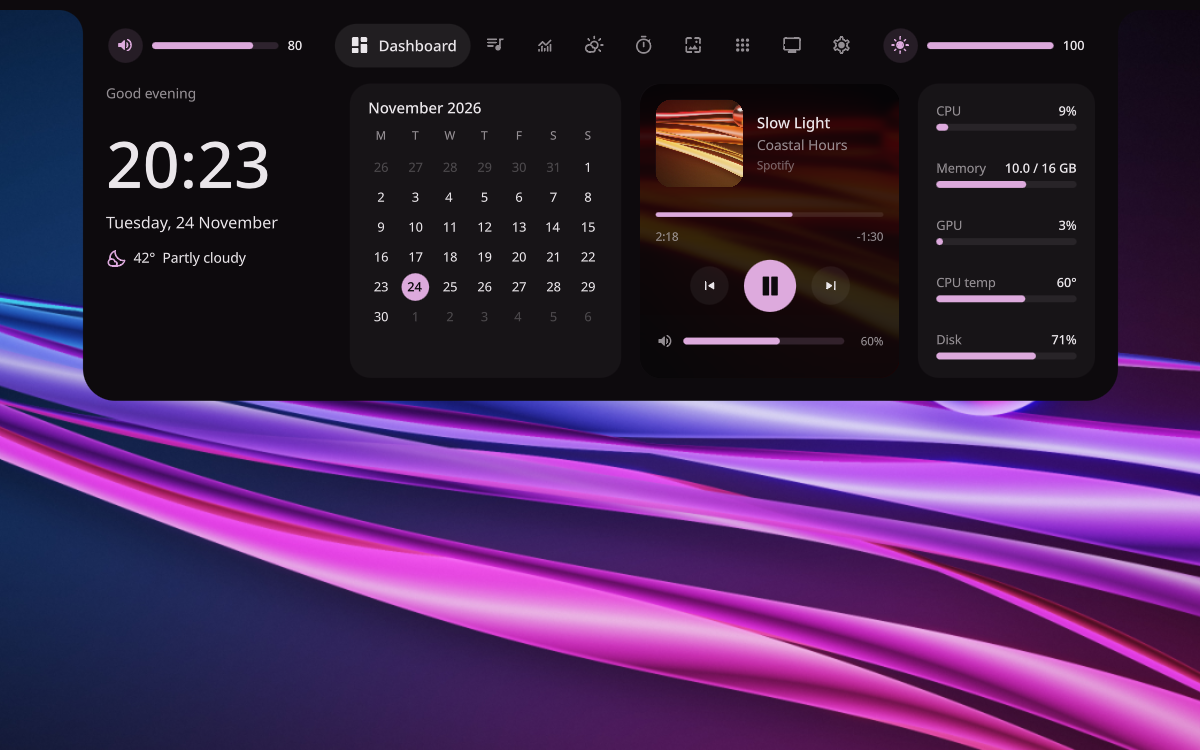 80
Dashboard
100
Good evening
20:23
Tuesday, 24 November
42° Partly cloudy
November 2026
M T W T F S S
26 27 28 29 30 31 1
2 3 4 5 6 7 8
9 10 11 12 13 14 15
16 17 18 19 20 21 22
23 24 25 26 27 28 29
30 1 2 3 4 5 6
Slow Light
Coastal Hours
Spotify
2:18 -1:30
60%
CPU 9%
Memory 10.0 / 16 GB
GPU 3%
CPU temp 60°
Disk 71%